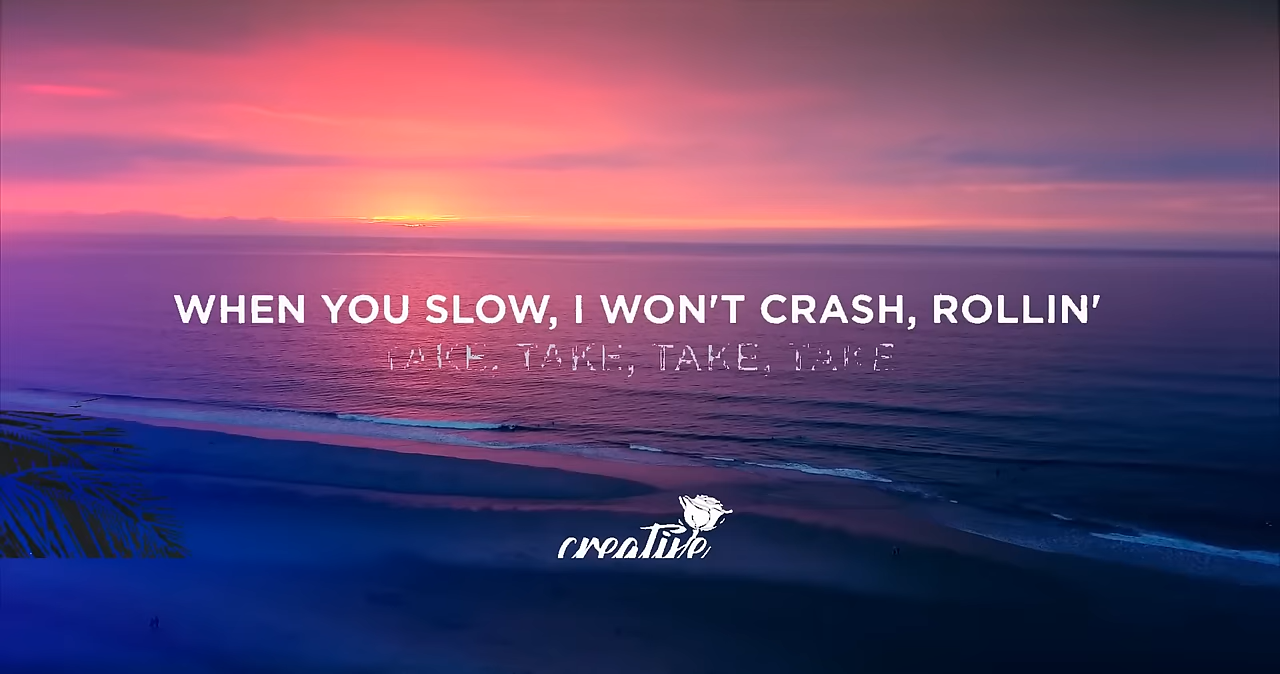 WHEN YOU SLOW, I WON'T CRASH, ROLLIN'
TAKE, TAKE, TAKE, TAKE
creative